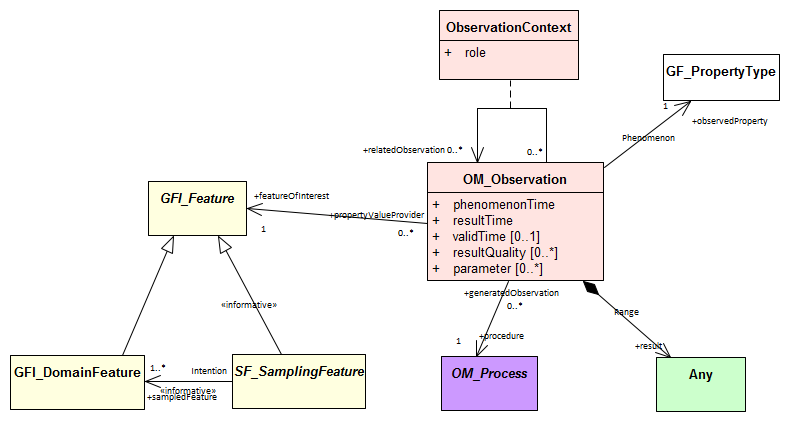 ObservationContext
+ role
GF_PropertyType
1
+observedProperty
Phenomenon
+relatedObservation 0..*
0..*
OM_Observation
+ phenomenonTime
+ resultTime
+ validTime [0..1]
+ resultQuality [0..*]
+ parameter [0..*]
GFI_Feature
+featureOfInterest
+propertyValueProvider
1
0..*
+generatedObservation
0..*
Range
«informative»
1
+procedure
+result
GFI_DomainFeature
1..*
Intention
«informative»
+sampledFeature
SF_SamplingFeature
OM_Process
Any